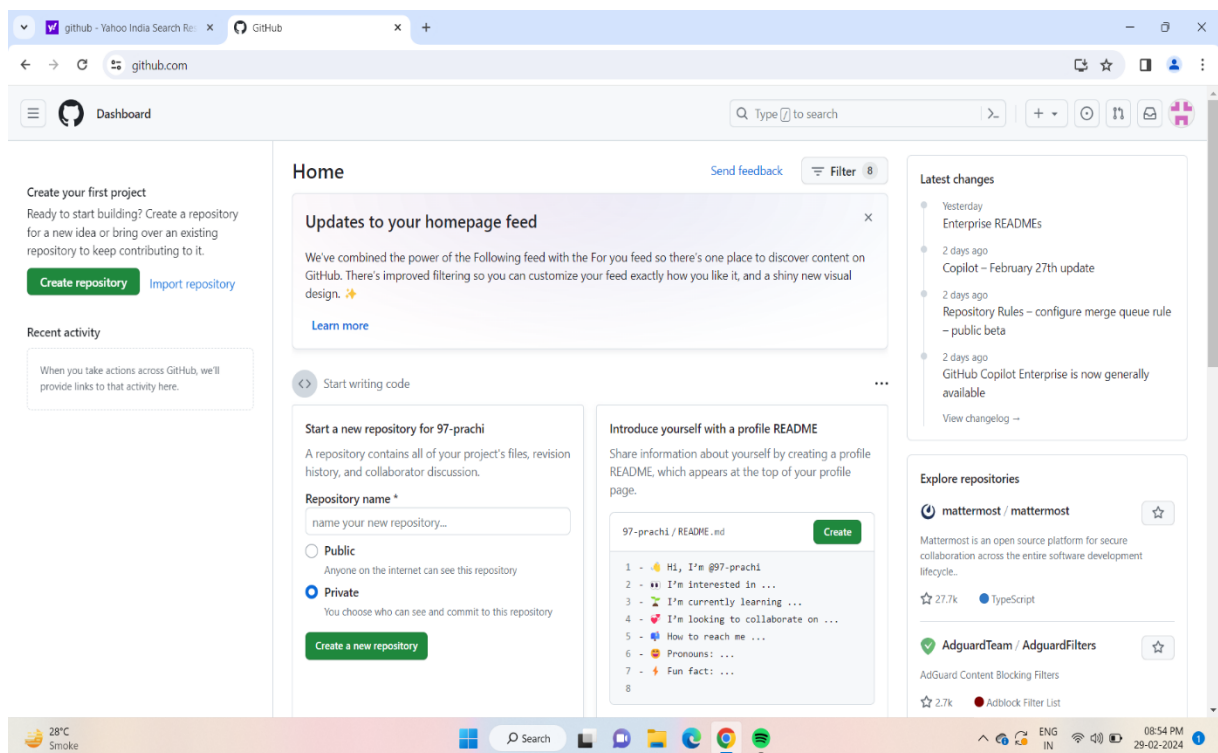 github - Yahoo India Search Re
GitHub
github.com
Dashboard
Type / to search
Create your first project
Ready to start building? Create a repository
for a new idea or bring over an existing
repository to keep contributing to it.
Create repository
Import repository
Recent activity
When you take actions across GitHub, we'll
provide links to that activity here.
Home
Send feedback
Filter 8
Updates to your homepage feed
We've combined the power of the Following feed with the For you feed so there's one place to discover content on
GitHub. There's improved filtering so you can customize your feed exactly how you like it, and a shiny new visual
design. ✨
Learn more
Start writing code
Start a new repository for 97-prachi
A repository contains all of your project's files, revision
history, and collaborator discussion.
Repository name *
name your new repository...
Public
Anyone on the internet can see this repository
Private
You choose who can see and commit to this repository
Create a new repository
Introduce yourself with a profile README
Share information about yourself by creating a profile
README, which appears at the top of your profile
page.
97-prachi / README.md
Create
1 - 👋 Hi, I'm @97-prachi
2 - 👀 I'm interested in ...
3 - 🌱 I'm currently learning ...
4 - 💞️ I'm looking to collaborate on ...
5 - 📫 How to reach me ...
6 - 😄 Pronouns: ...
7 - ⚡ Fun fact: ...
8
Latest changes
Yesterday
Enterprise READMEs
2 days ago
Copilot – February 27th update
2 days ago
Repository Rules – configure merge queue rule
– public beta
2 days ago
GitHub Copilot Enterprise is now generally
available
View changelog →
Explore repositories
mattermost / mattermost
Mattermost is an open source platform for secure
collaboration across the entire software development
lifecycle..
27.7k
TypeScript
AdguardTeam / AdguardFilters
AdGuard Content Blocking Filters
2.7k
Adblock Filter List
28°C
Smoke
Search
ENG
IN
08:54 PM
29-02-2024
1